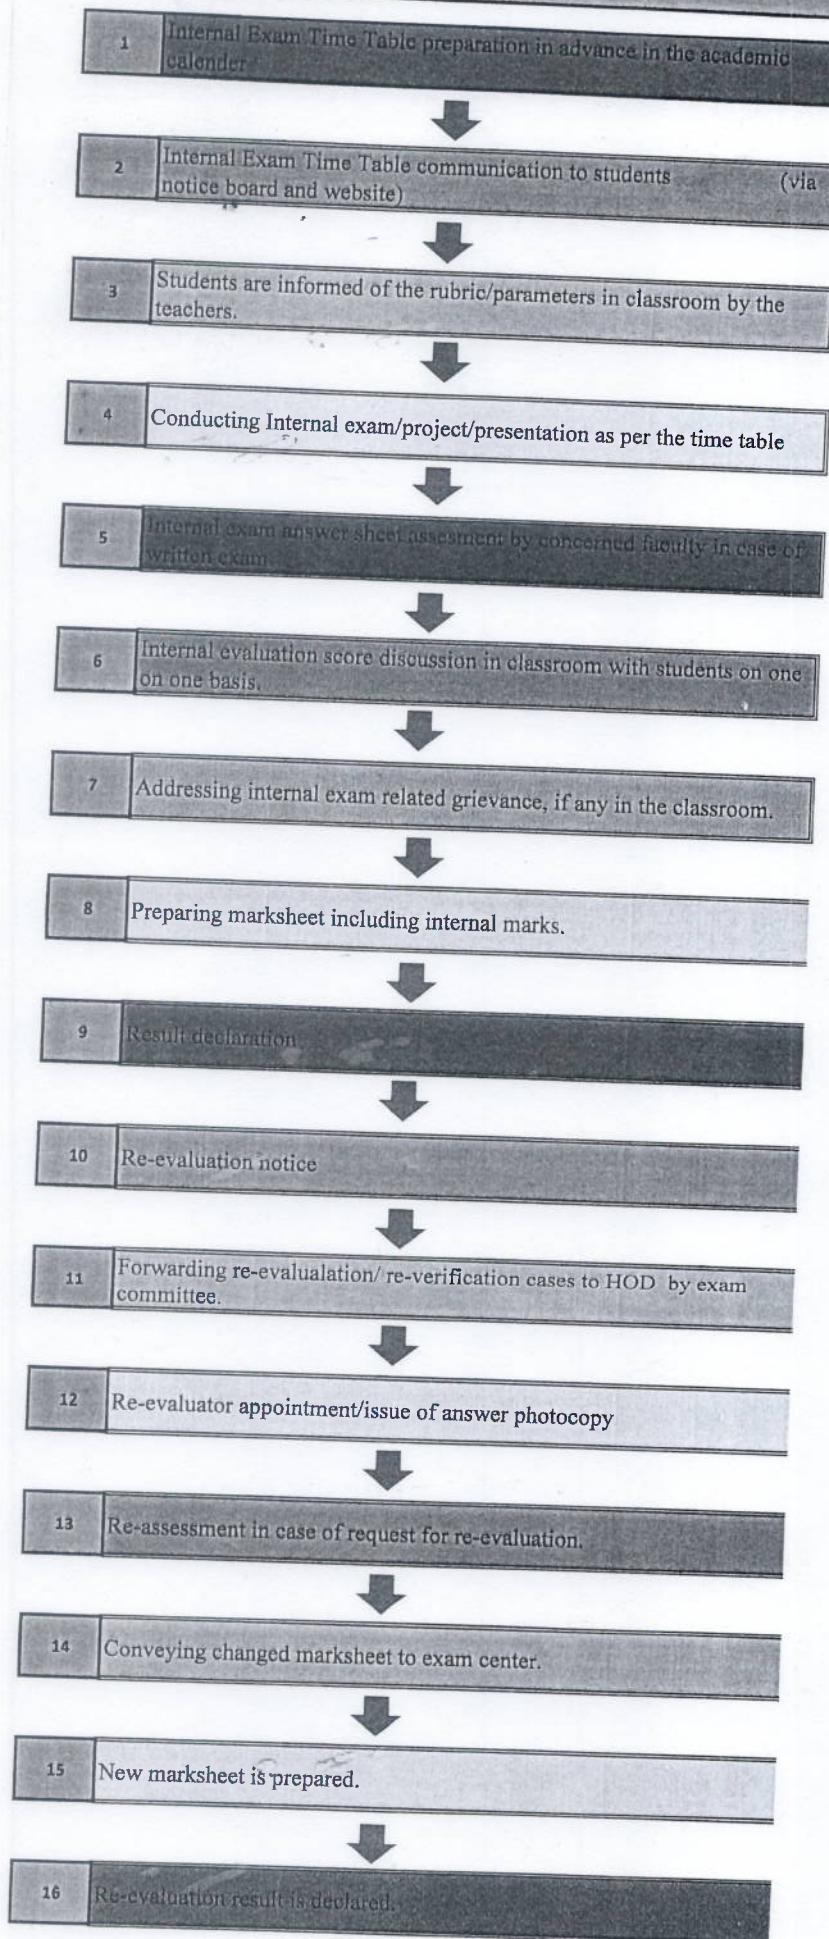 1
Internal Exam Time Table preparation in advance in the academic
calender
2
Internal Exam Time Table communication to students (via
notice board and website)
3
Students are informed of the rubric/parameters in classroom by the
teachers.
4
Conducting Internal exam/project/presentation as per the time table
5
Internal exam answer sheet assesment by concerned faculty in case of
written exam.
6
Internal evaluation score discussion in classroom with students on one
on one basis.
7
Addressing internal exam related grievance, if any in the classroom.
8
Preparing marksheet including internal marks.
9
Result declaration
10
Re-evaluation notice
11
Forwarding re-evalualation/ re-verification cases to HOD by exam
committee.
12
Re-evaluator appointment/issue of answer photocopy
13
Re-assessment in case of request for re-evaluation.
14
Conveying changed marksheet to exam center.
15
New marksheet is prepared.
16
Re-evaluation result is declared.